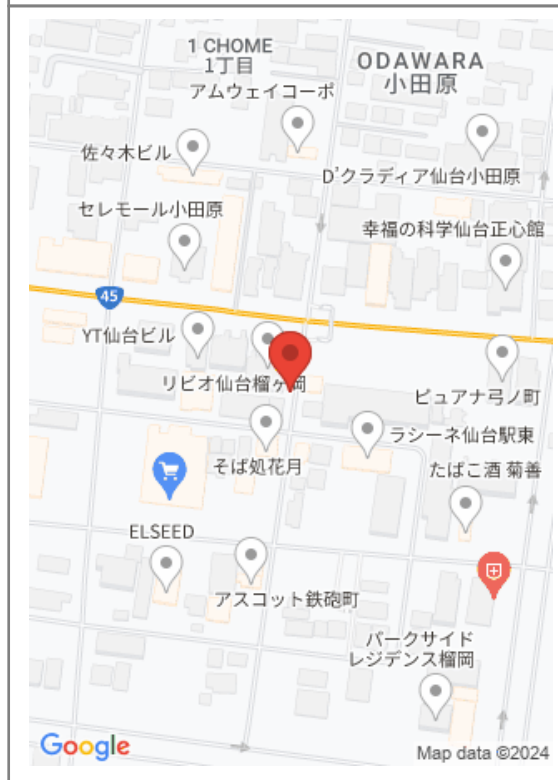 1 CHOME
1丁目
ODAWARA
小田原
アムウェイコーポ
佐々木ビル
D'クラディア仙台小田原
セレモール小田原
幸福の科学仙台正心館
45
YT仙台ビル
リビオ仙台榴ヶ岡
ピュアナ弓ノ町
ラシーネ仙台駅東
そば処花月
たばこ酒 菊善
ELSEED
アスコット鉄砲町
パークサイド
レジデンス榴岡
Google
Map data ©2024